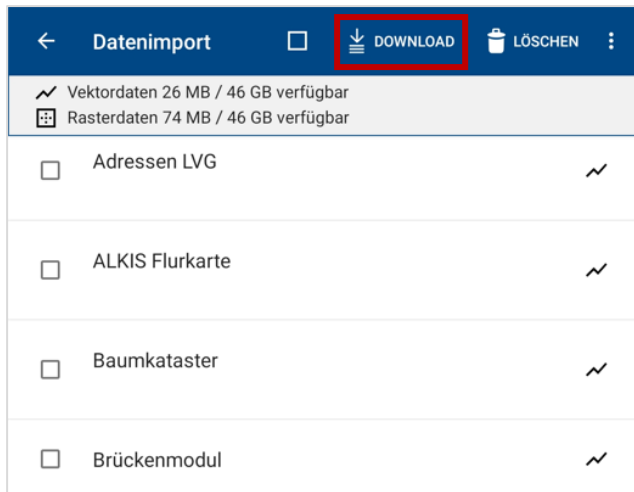 Datenimport
DOWNLOAD
LÖSCHEN
Vektordaten 26 MB / 46 GB verfügbar
Rasterdaten 74 MB / 46 GB verfügbar
Adressen LVG
ALKIS Flurkarte
Baumkataster
Brückenmodul